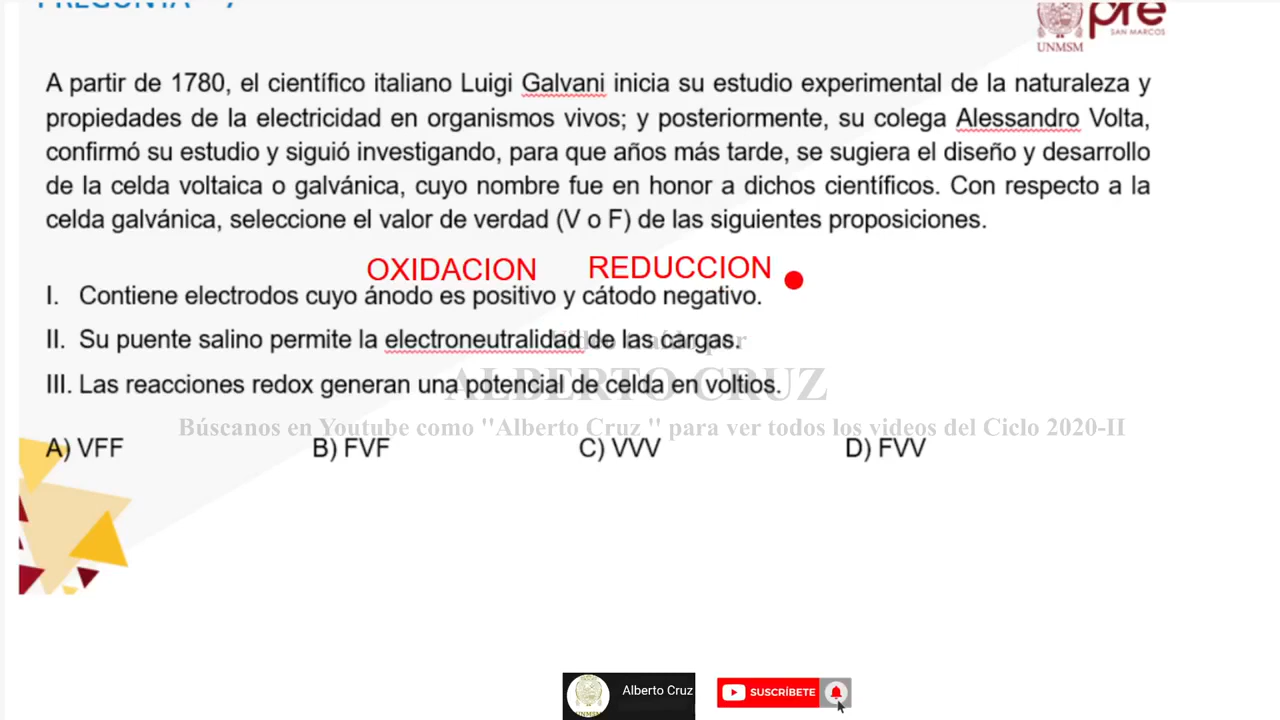 PREGUNTA 7
pre
SAN MARCOS
UNMSM
A partir de 1780, el científico italiano Luigi Galvani inicia su estudio experimental de la naturaleza y
propiedades de la electricidad en organismos vivos; y posteriormente, su colega Alessandro Volta,
confirmó su estudio y siguió investigando, para que años más tarde, se sugiera el diseño y desarrollo
de la celda voltaica o galvánica, cuyo nombre fue en honor a dichos científicos. Con respecto a la
celda galvánica, seleccione el valor de verdad (V o F) de las siguientes proposiciones.
OXIDACION REDUCCION
I. Contiene electrodos cuyo ánodo es positivo y cátodo negativo.
II. Su puente salino permite la electroneutralidad de las cargas.
III. Las reacciones redox generan una potencial de celda en voltios.
ALBERTO CRUZ
Búscanos en Youtube como "Alberto Cruz " para ver todos los videos del Ciclo 2020-II
A) VFF B) FVF C) VVV D) FVV
Alberto Cruz
UNMSM
SUSCRÍBETE